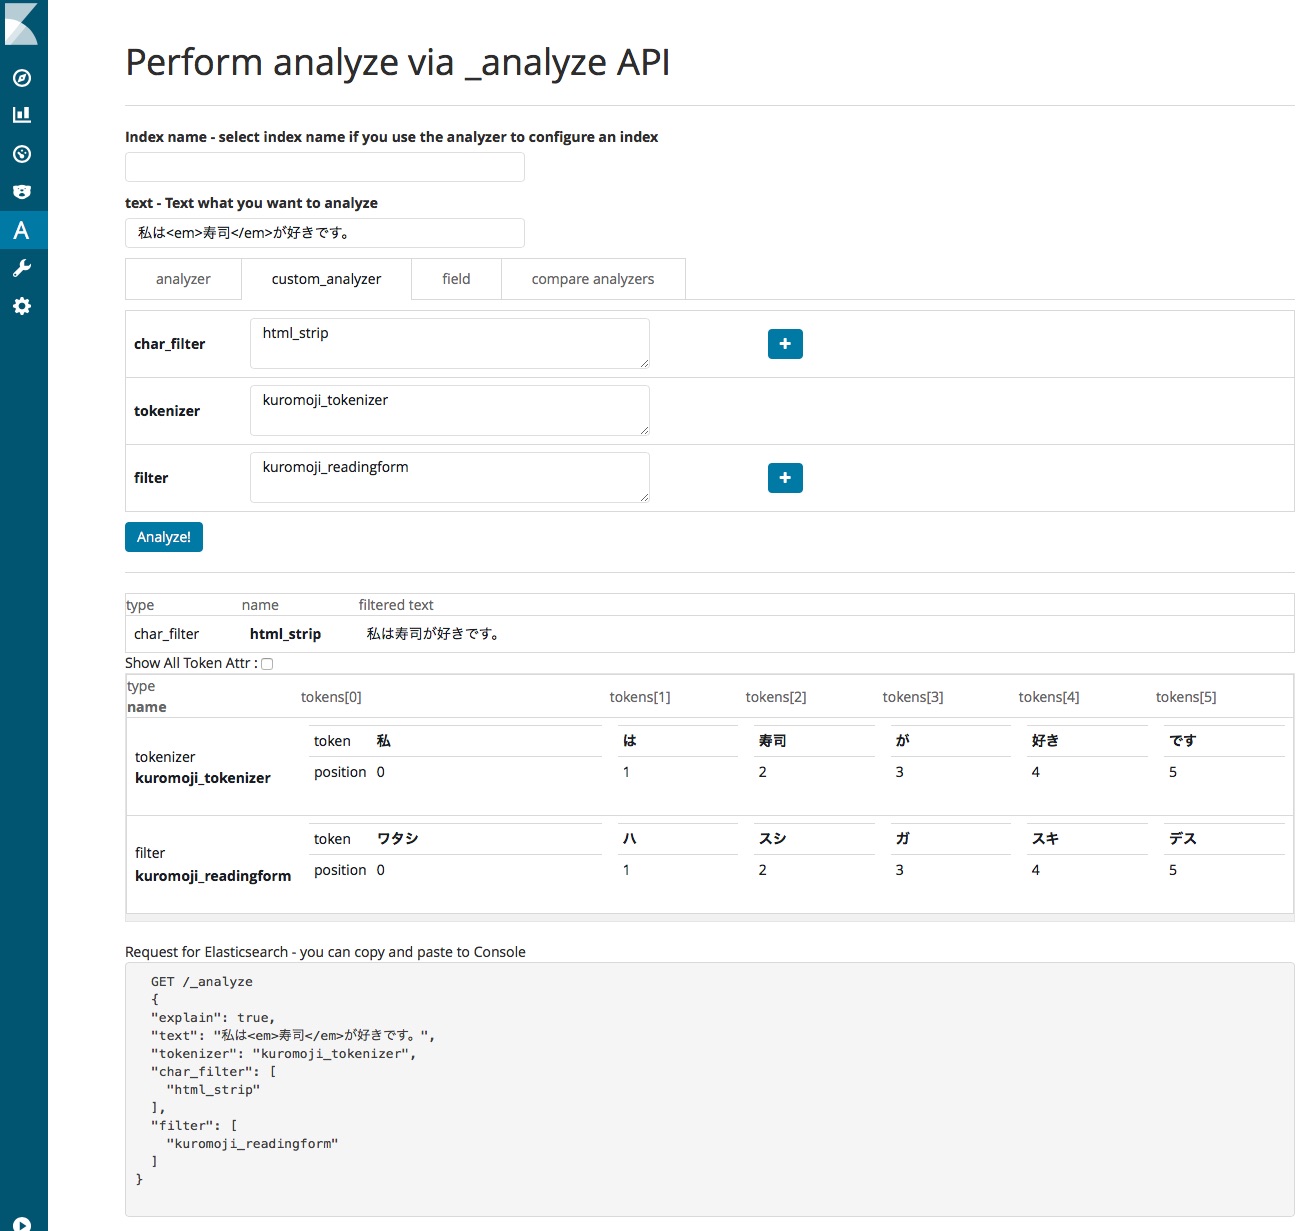 Perform analyze via _analyze API
Index name - select index name if you use the analyzer to configure an index
text - Text what you want to analyze
私は<em>寿司</em>が好きです。
analyzer custom_analyzer field compare analyzers
char_filter html_strip +
tokenizer kuromoji_tokenizer
filter kuromoji_readingform +
Analyze!
type name filtered text
char_filter html_strip 私は寿司が好きです。
Show All Token Attr :
type
name tokens[0] tokens[1] tokens[2] tokens[3] tokens[4] tokens[5]
token 私 は 寿司 が 好き です
tokenizer
kuromoji_tokenizer
position 0 1 2 3 4 5
token ワタシ ハ スシ ガ スキ デス
filter
kuromoji_readingform
position 0 1 2 3 4 5
Request for Elasticsearch - you can copy and paste to Console
GET /_analyze
{
"explain": true,
"text": "私は<em>寿司</em>が好きです。",
"tokenizer": "kuromoji_tokenizer",
"char_filter": [
"html_strip"
],
"filter": [
"kuromoji_readingform"
]
}